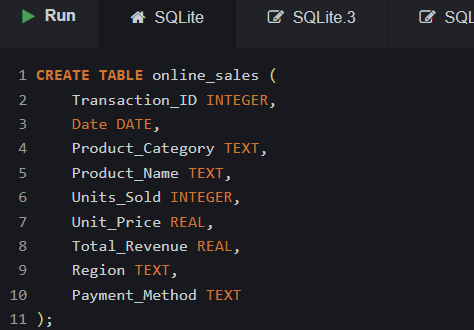 Run SQLite SQLite.3 SQL
1 CREATE TABLE online_sales (
2 Transaction_ID INTEGER,
3 Date DATE,
4 Product_Category TEXT,
5 Product_Name TEXT,
6 Units_Sold INTEGER,
7 Unit_Price REAL,
8 Total_Revenue REAL,
9 Region TEXT,
10 Payment_Method TEXT
11 );